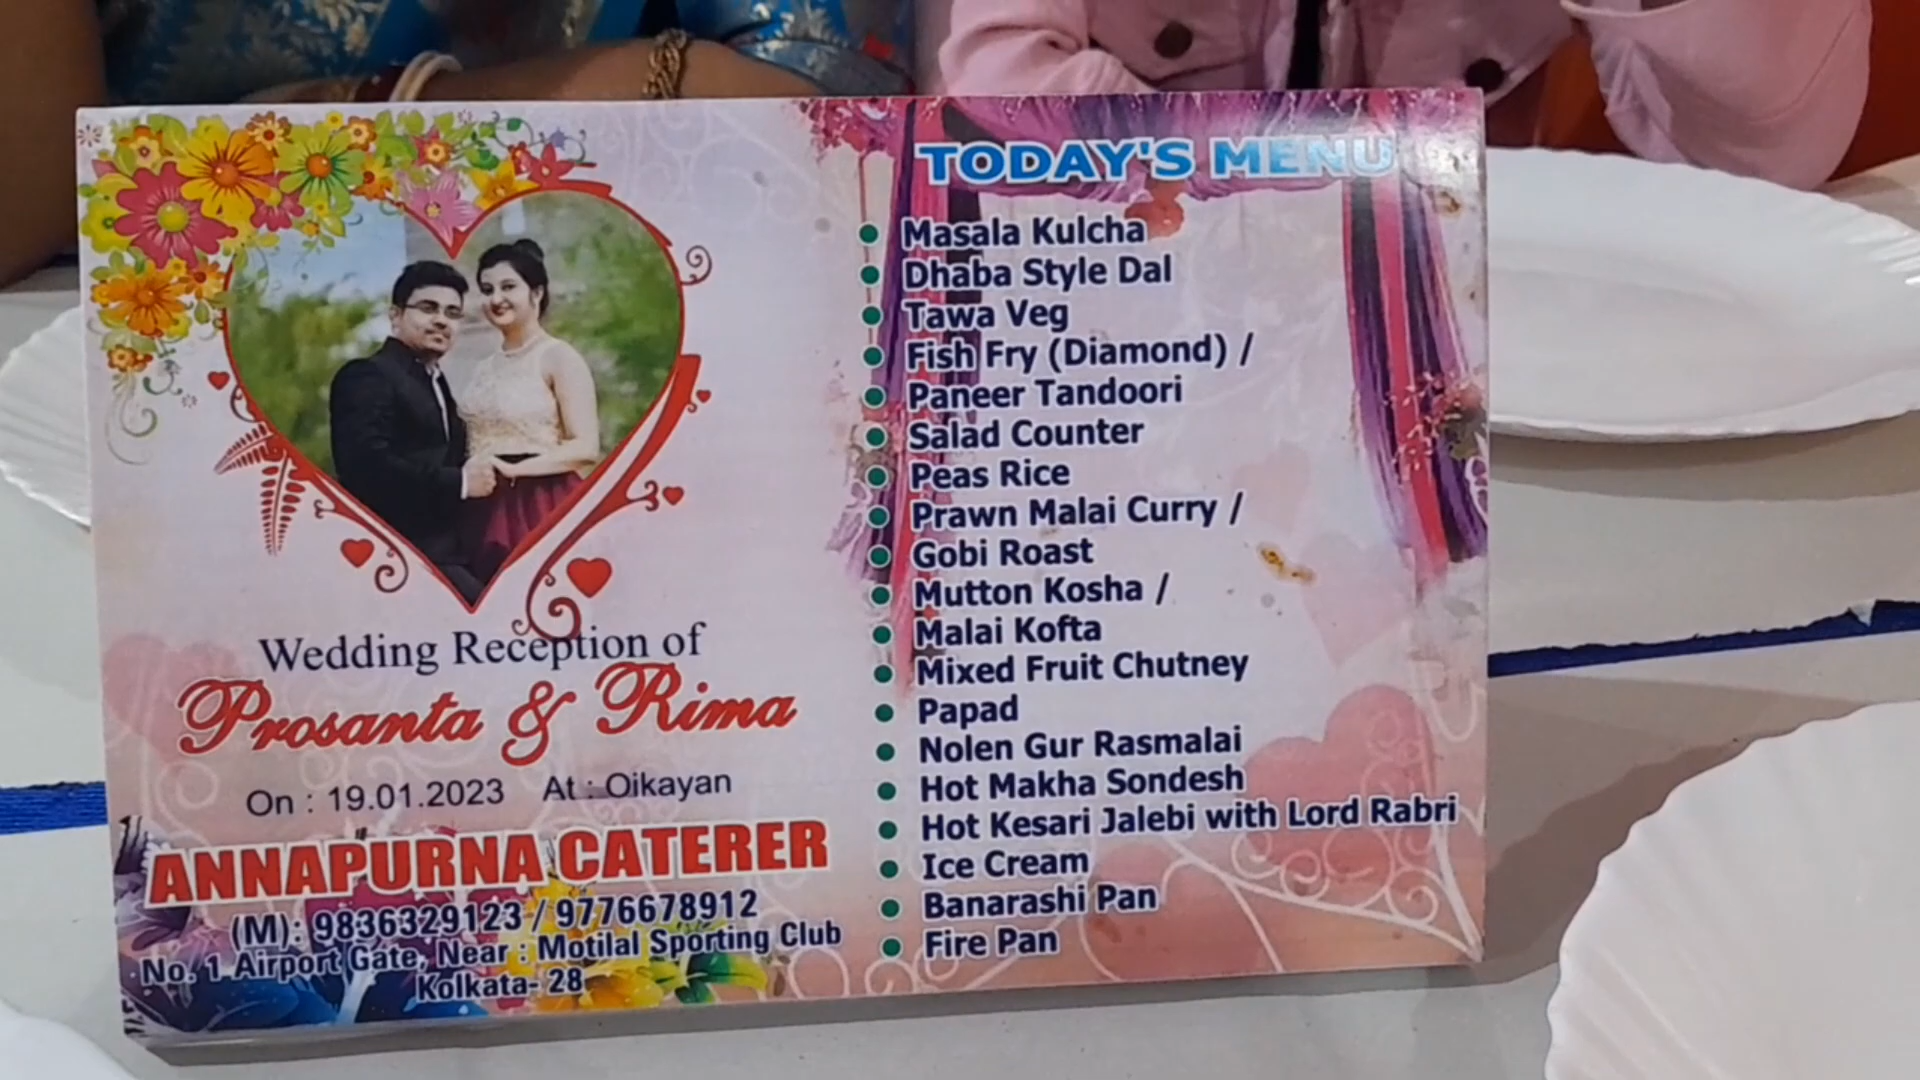 Wedding Reception of
Prosanta & Rima
On : 19.01.2023 At : Oikayan
ANNAPURNA CATERER
(M): 9836329123 / 9776678912
No. 1 Airport Gate, Near : Motilal Sporting Club
Kolkata- 28
TODAY'S MENU
Masala Kulcha
Dhaba Style Dal
Tawa Veg
Fish Fry (Diamond) /
Paneer Tandoori
Salad Counter
Peas Rice
Prawn Malai Curry /
Gobi Roast
Mutton Kosha /
Malai Kofta
Mixed Fruit Chutney
Papad
Nolen Gur Rasmalai
Hot Makha Sondesh
Hot Kesari Jalebi with Lord Rabri
Ice Cream
Banarashi Pan
Fire Pan